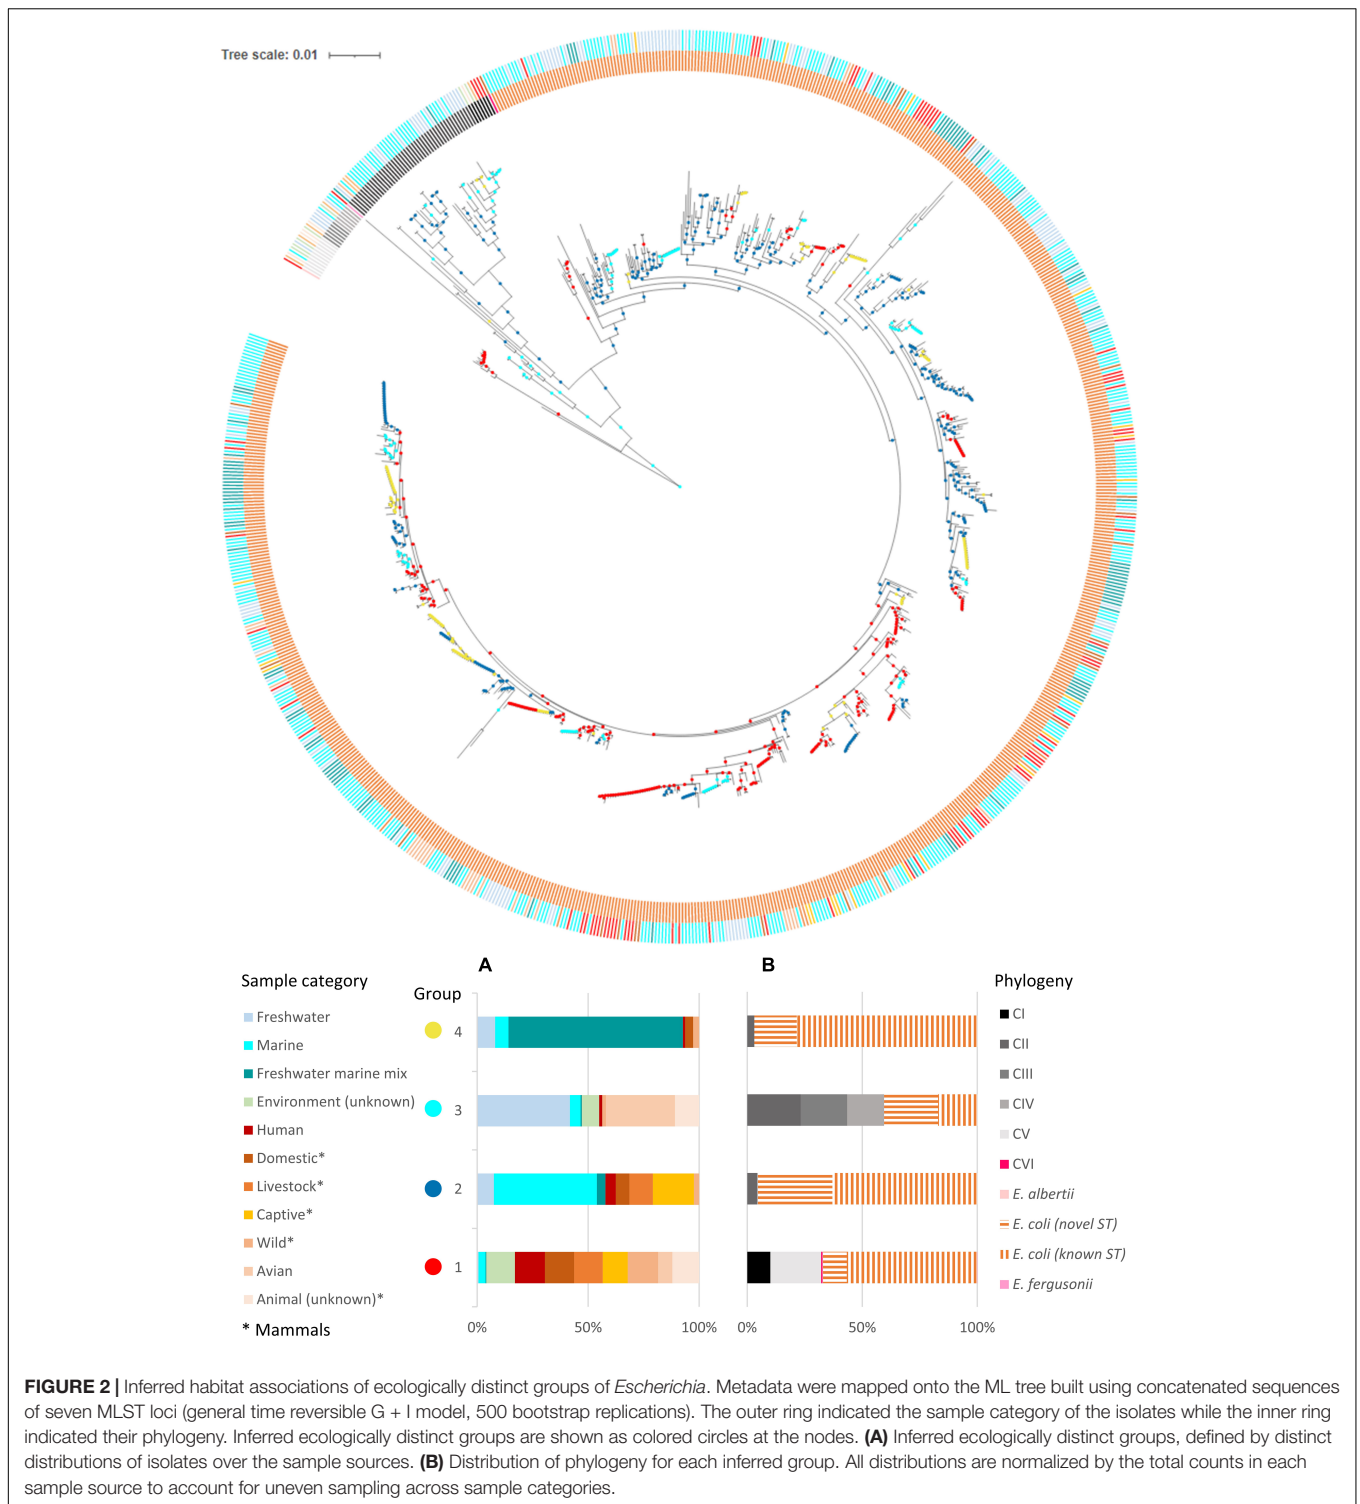 Tree scale: 0.01
A
B
Sample category
Group
Phylogeny
Freshwater
Marine
Freshwater marine mix
Environment (unknown)
Human
Domestic*
Livestock*
Captive*
Wild*
Avian
Animal (unknown)*
* Mammals
4
3
2
1
0%
50%
100%
0%
50%
100%
CI
CII
CIII
CIV
CV
CVI
E. albertii
E. coli (novel ST)
E. coli (known ST)
E. fergusonii
FIGURE 2 | Inferred habitat associations of ecologically distinct groups of Escherichia. Metadata were mapped onto the ML tree built using concatenated sequences
of seven MLST loci (general time reversible G + I model, 500 bootstrap replications). The outer ring indicated the sample category of the isolates while the inner ring
indicated their phylogeny. Inferred ecologically distinct groups are shown as colored circles at the nodes. (A) Inferred ecologically distinct groups, defined by distinct
distributions of isolates over the sample sources. (B) Distribution of phylogeny for each inferred group. All distributions are normalized by the total counts in each
sample source to account for uneven sampling across sample categories.